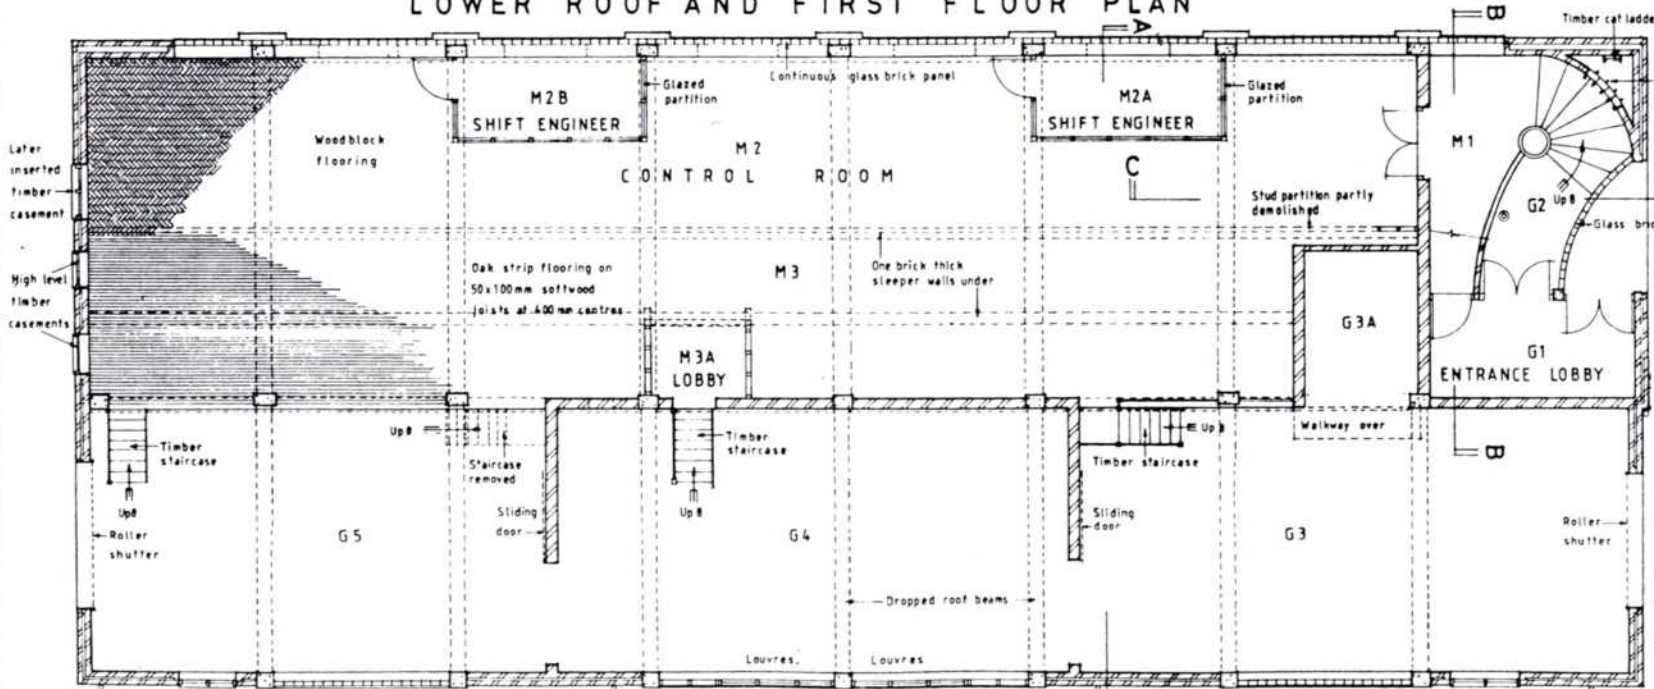 LOWER ROOF AND FIRST FLOOR PLAN
A
B
Timber cat ladder
Continuous glass brick panel
M2B
SHIFT ENGINEER
Glazed
partition
M2A
SHIFT ENGINEER
Glazed
partition
Woodblock
flooring
M2
CONTROL ROOM
C
M1
Later
inserted
timber
casement
Stud partition partly
demolished
G2
Up 8
Glass bric
High level
timber
casements
Oak strip flooring on
50x100mm softwood
joists at 400mm centres
M3
One brick thick
sleeper walls under
G3A
M3A
LOBBY
G1
ENTRANCE LOBBY
Timber
staircase
Up 8
Up 8
Staircase
removed
Timber
staircase
Up 8
Up 8
Timber staircase
Walkway over
B
Roller
shutter
G5
Sliding
door
G4
Sliding
door
G3
Roller
shutter
Dropped roof beams
Louvres
Louvres